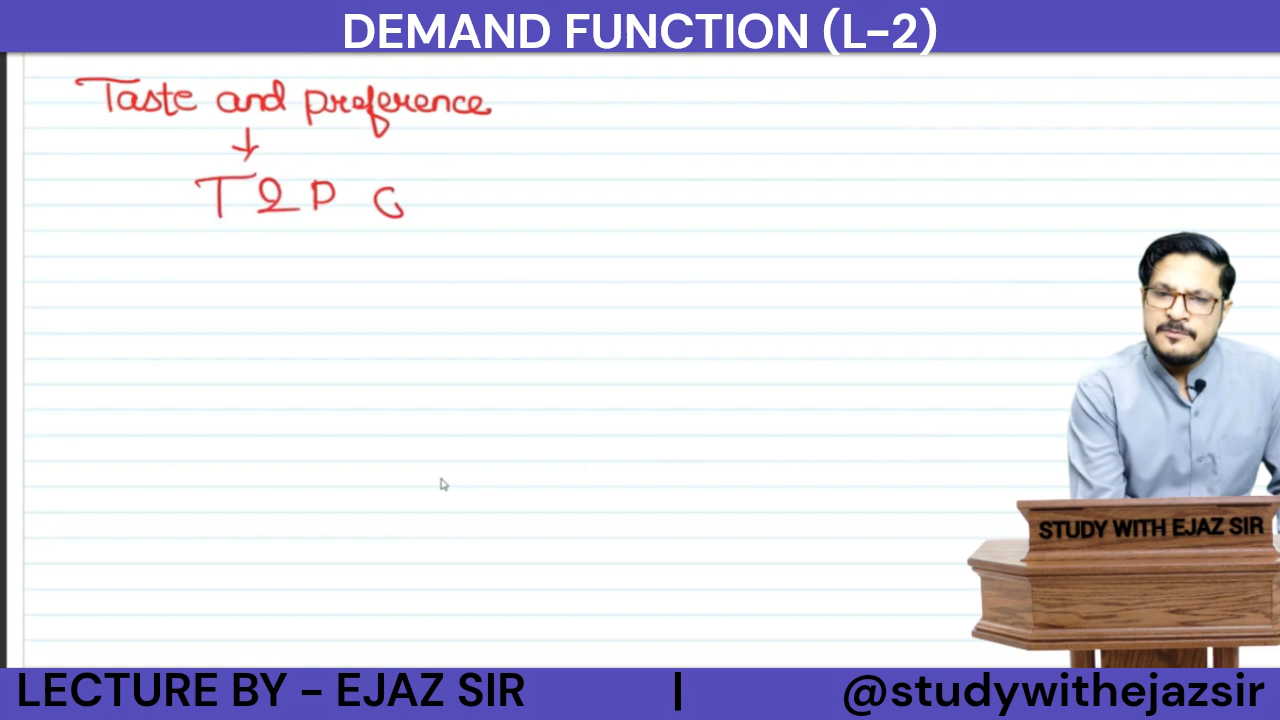 DEMAND FUNCTION (L-2)
Taste and preference
T & P
STUDY WITH EJAZ SIR
LECTURE BY - EJAZ SIR | @studywithejazsir